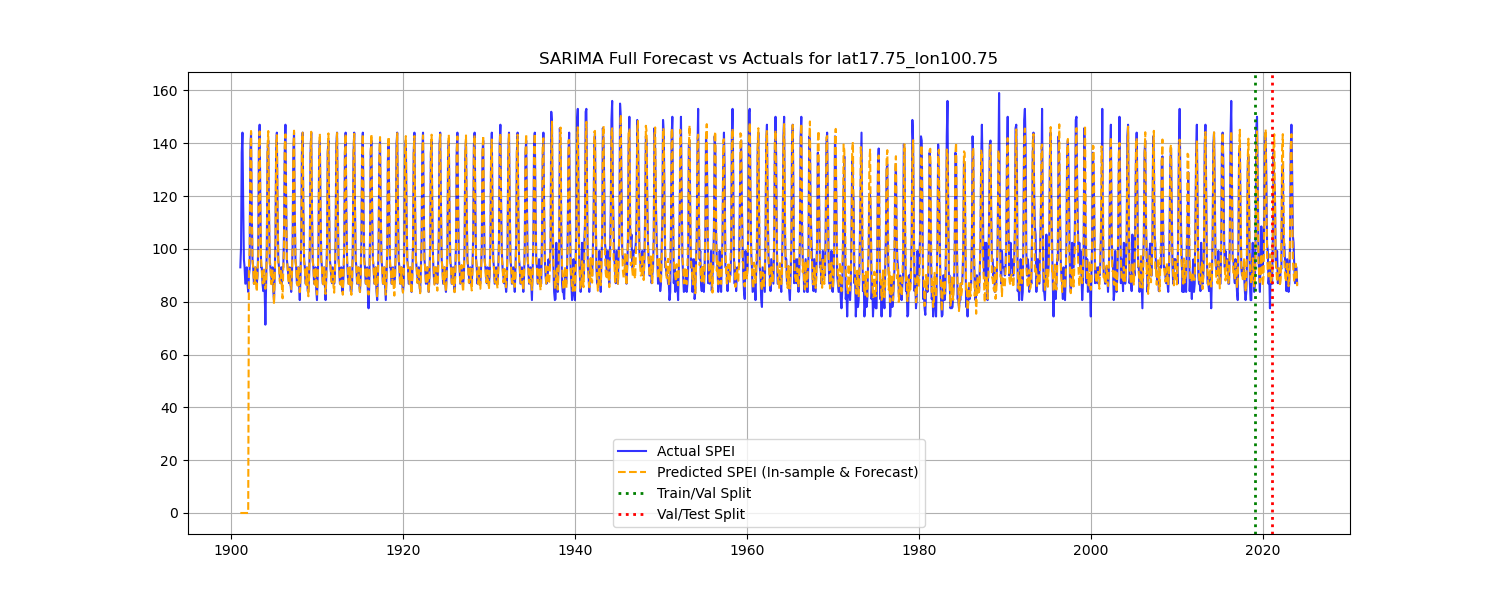 SARIMA Full Forecast vs Actuals for lat17.75_lon100.75
160
140
120
100
80
60
40
20
0
Actual SPEI
Predicted SPEI (In-sample & Forecast)
Train/Val Split
Val/Test Split
1900 1920 1940 1960 1980 2000 2020